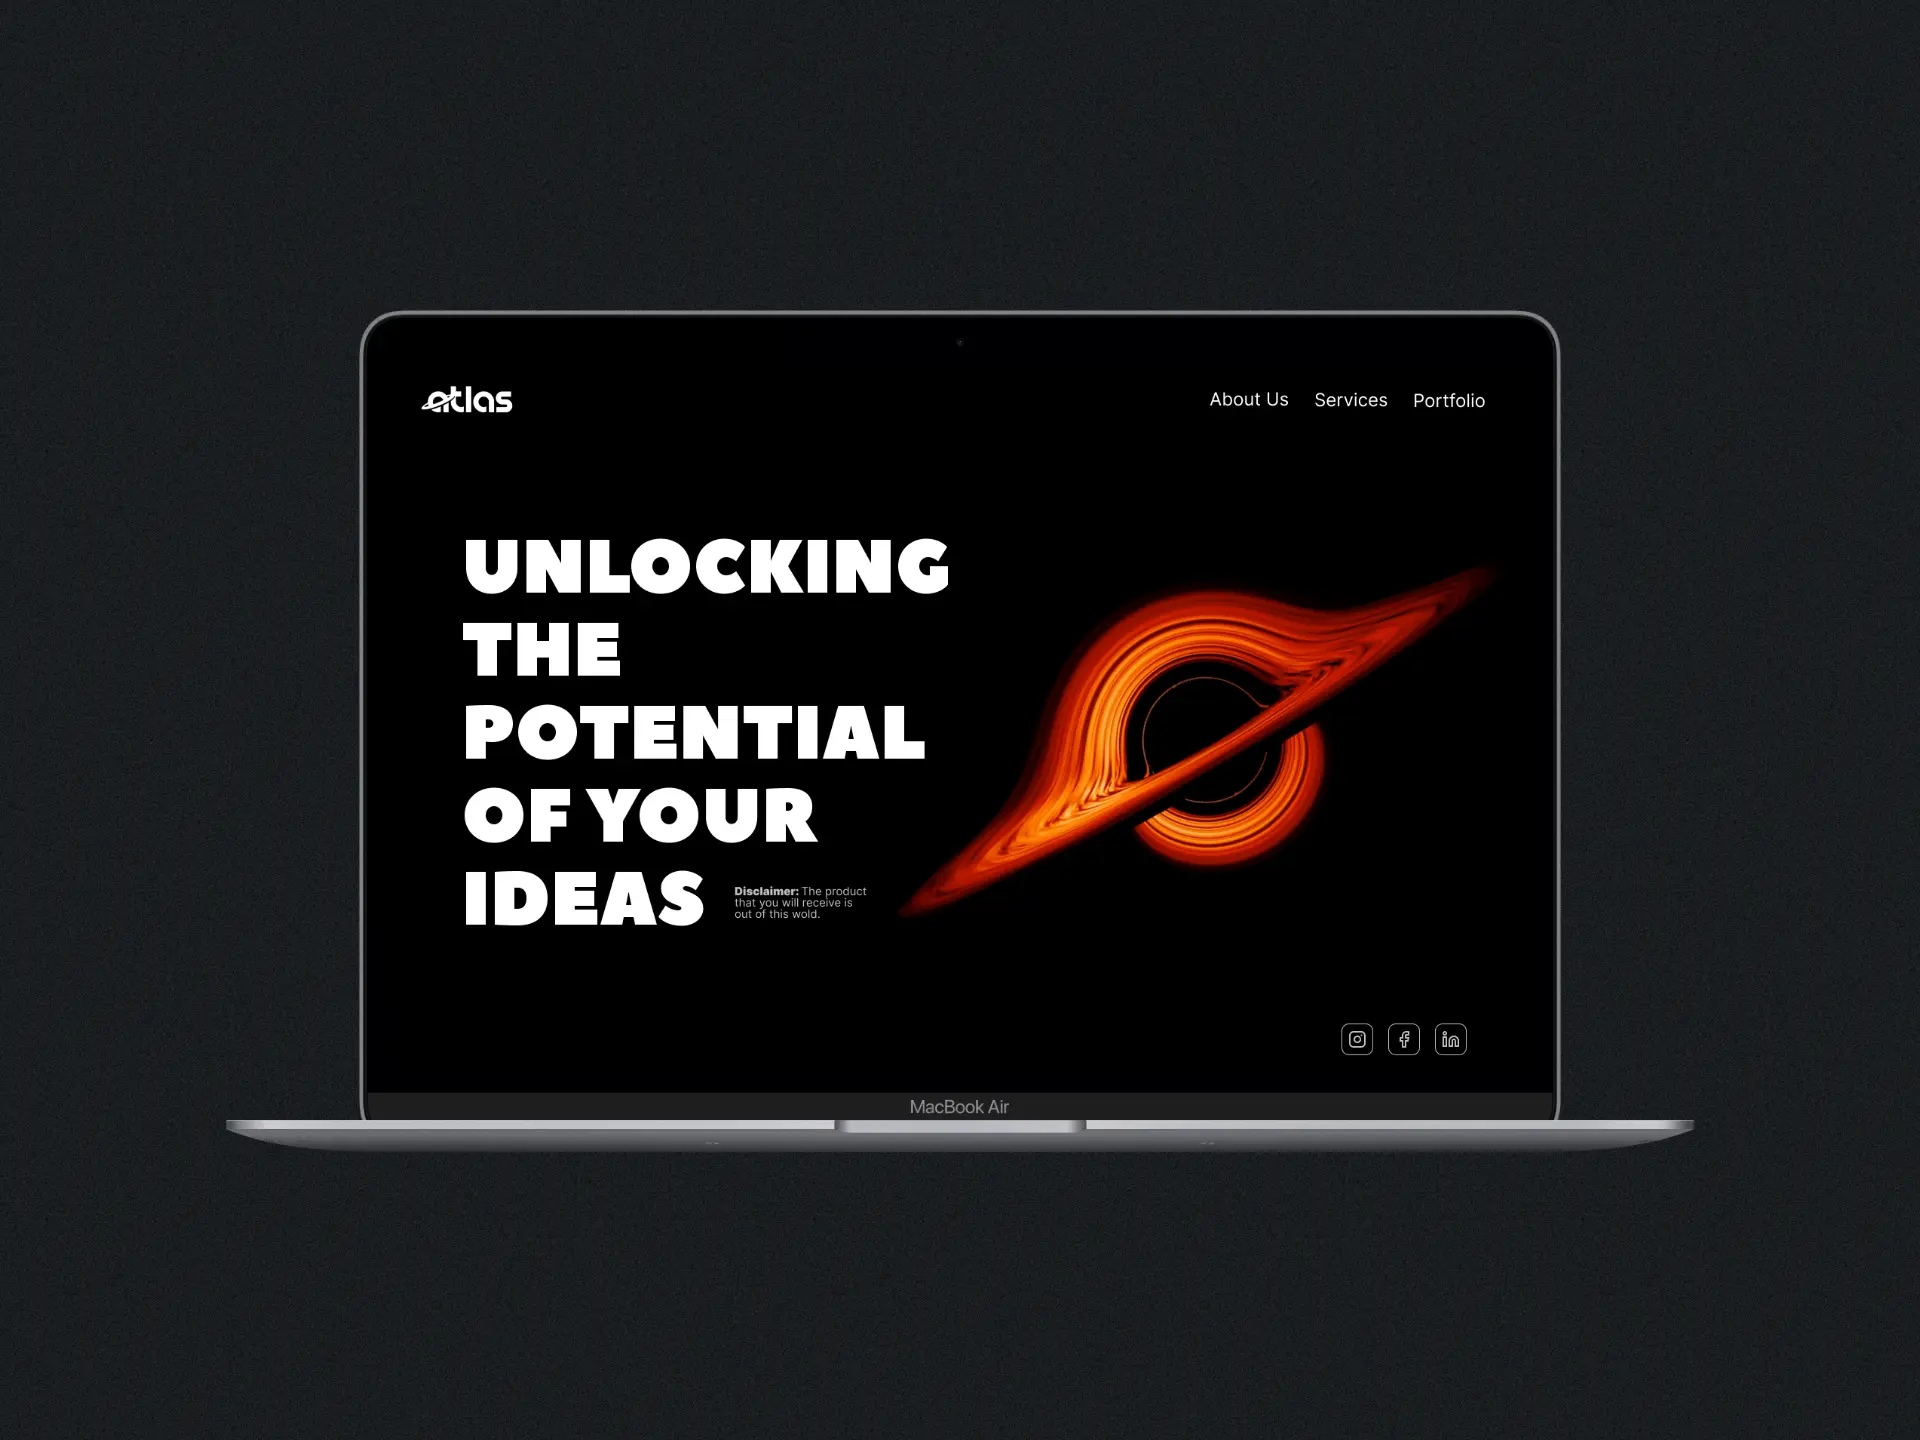 atlas
About Us Services Portfolio
UNLOCKING
THE
POTENTIAL
OF YOUR
IDEAS
Disclaimer: The product
that you will receive is
out of this wold.
MacBook Air